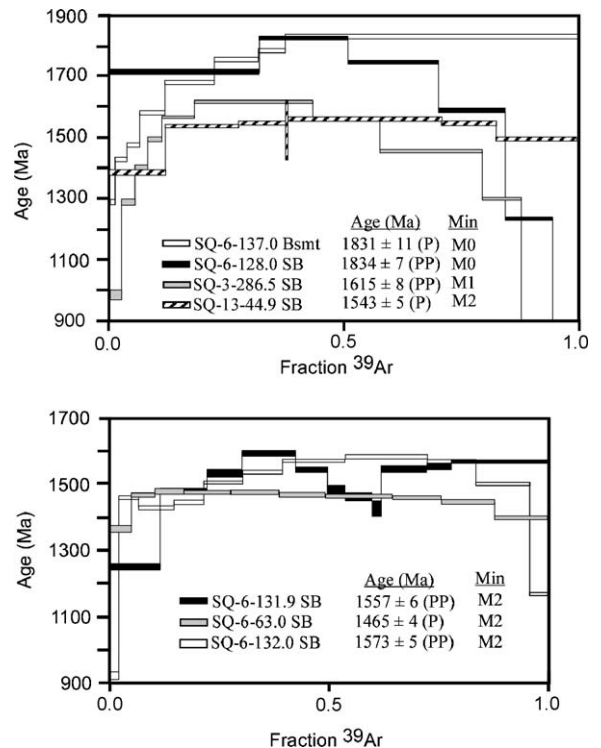 1900
1700
1500
1300
1100
900
Age (Ma)
Age (Ma) Min
SQ-6-137.0 Bsmt 1831 ± 11 (P) M0
SQ-6-128.0 SB 1834 ± 7 (PP) M0
SQ-3-286.5 SB 1615 ± 8 (PP) M1
SQ-13-44.9 SB 1543 ± 5 (P) M2
0.0 0.5 1.0
Fraction ³⁹Ar
1700
1500
1300
1100
900
Age (Ma)
Age (Ma) Min
SQ-6-131.9 SB 1557 ± 6 (PP) M2
SQ-6-63.0 SB 1465 ± 4 (P) M2
SQ-6-132.0 SB 1573 ± 5 (PP) M2
0.0 0.5 1.0
Fraction ³⁹Ar